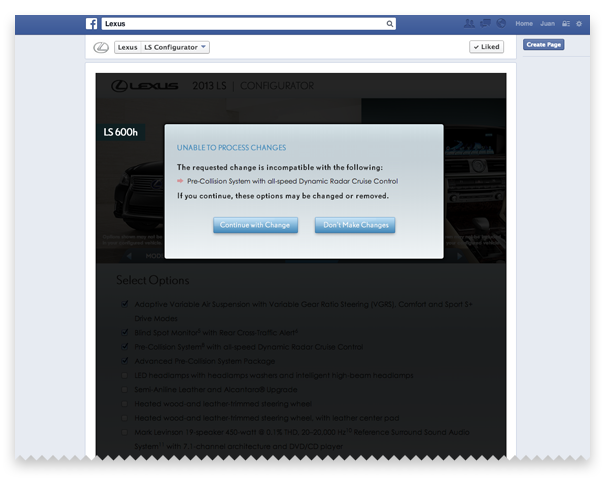 Lexus
Home Juan
Lexus LS Configurator
Liked
Create Page
LEXUS 2013 LS | CONFIGURATOR
LS 600h
UNABLE TO PROCESS CHANGES
The requested change is incompatible with the following:
Pre-Collision System with all-speed Dynamic Radar Cruise Control
If you continue, these options may be changed or removed.
Continue with Change Don't Make Changes
Select Options
Adaptive Variable Air Suspension with Variable Gear Ratio Steering (VGRS), Comfort and Sport S+
Drive Modes
Blind Spot Monitor with Rear Cross-Traffic Alert
Pre-Collision System with all-speed Dynamic Radar Cruise Control
Advanced Pre-Collision System Package
LED headlamps with headlamps washers and intelligent high-beam headlamps
Semi-Aniline Leather and Alcantara® Upgrade
Heated wood-and leather-trimmed steering wheel
Heated wood-and leather-trimmed steering wheel, with leather center pad
Mark Levinson: 19-speaker 450-watt @ 0.1% THD, 20–20,000 Hz Reference Surround Sound Audio
System with 7.1-channel architecture and DVD/CD player